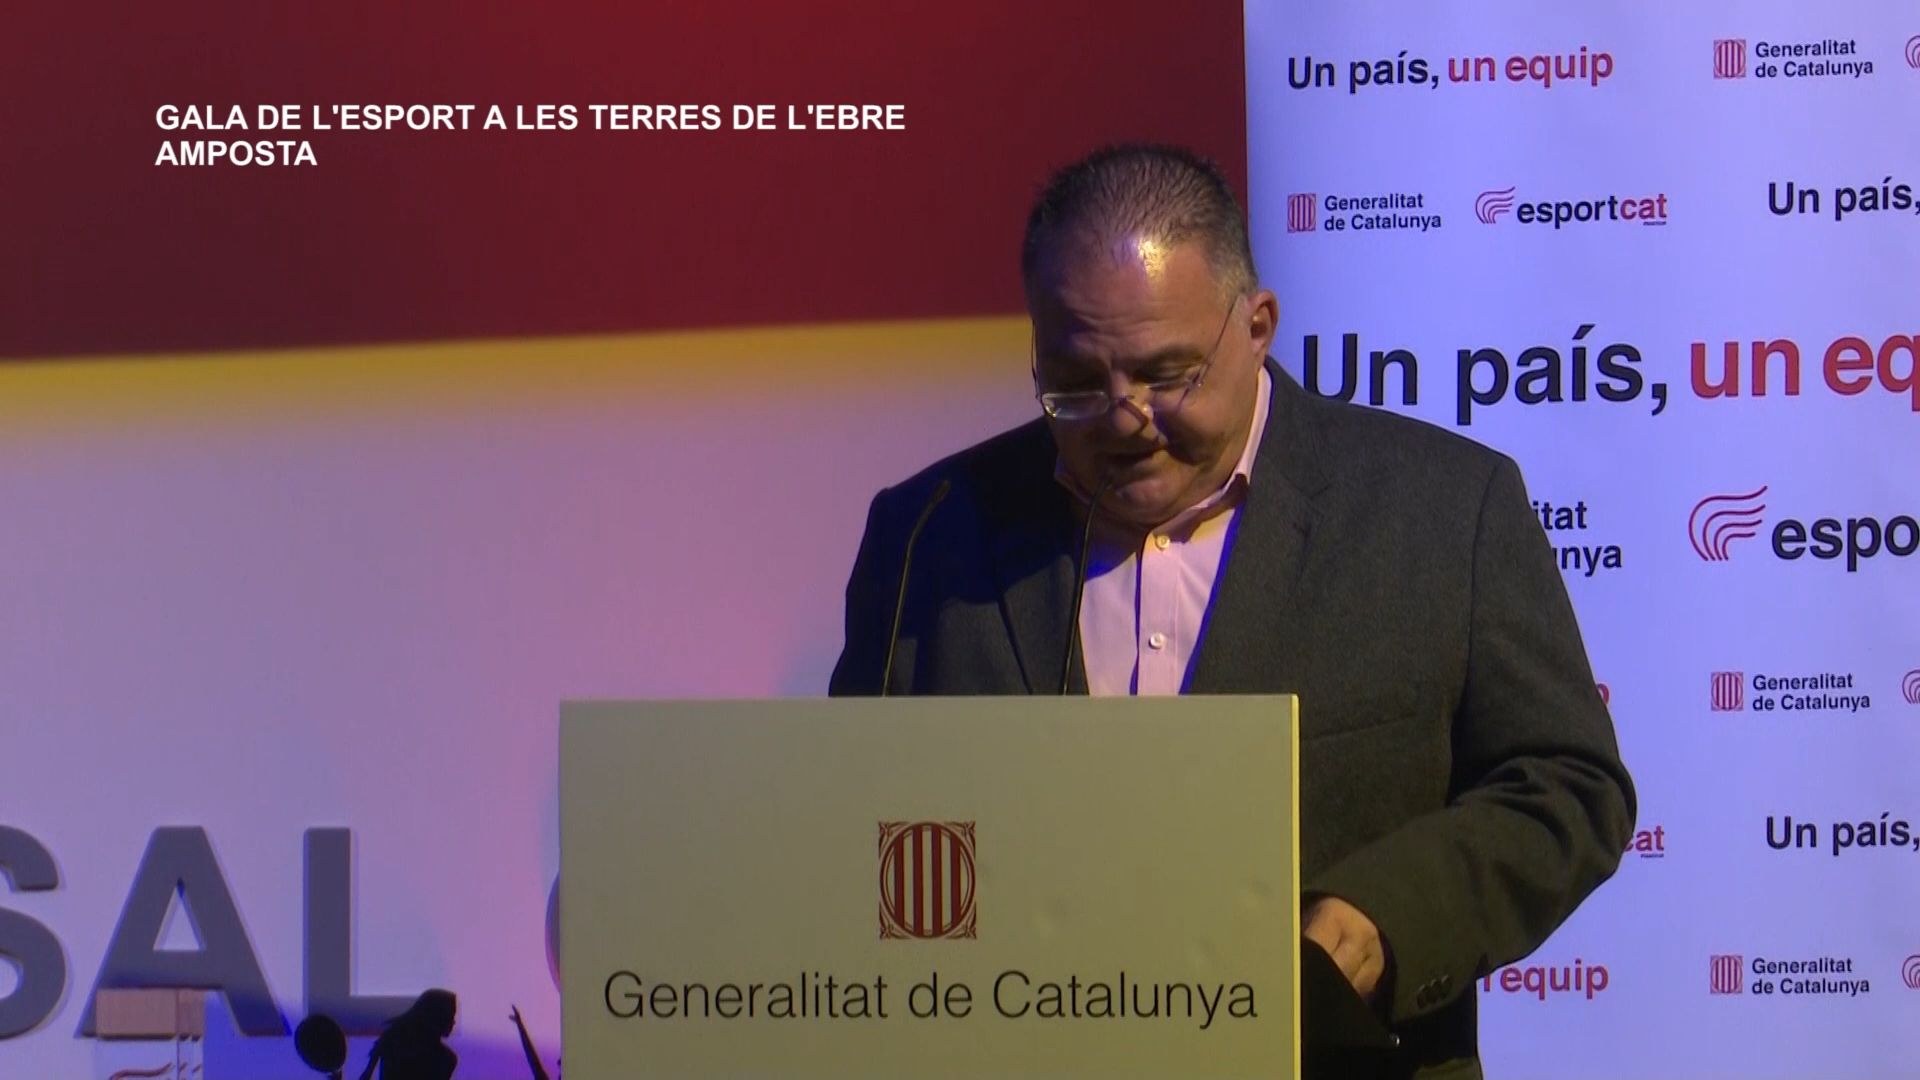 GALA DE L'ESPORT A LES TERRES DE L'EBRE
AMPOSTA
Un país, un equip
Generalitat
de Catalunya
Generalitat
de Catalunya
esportcat
Un país,
Un país, un eq
itat
nya
espo
Generalitat
de Catalunya
cat
Un país,
equip
Generalitat
de Catalunya
SAL
Generalitat de Catalunya